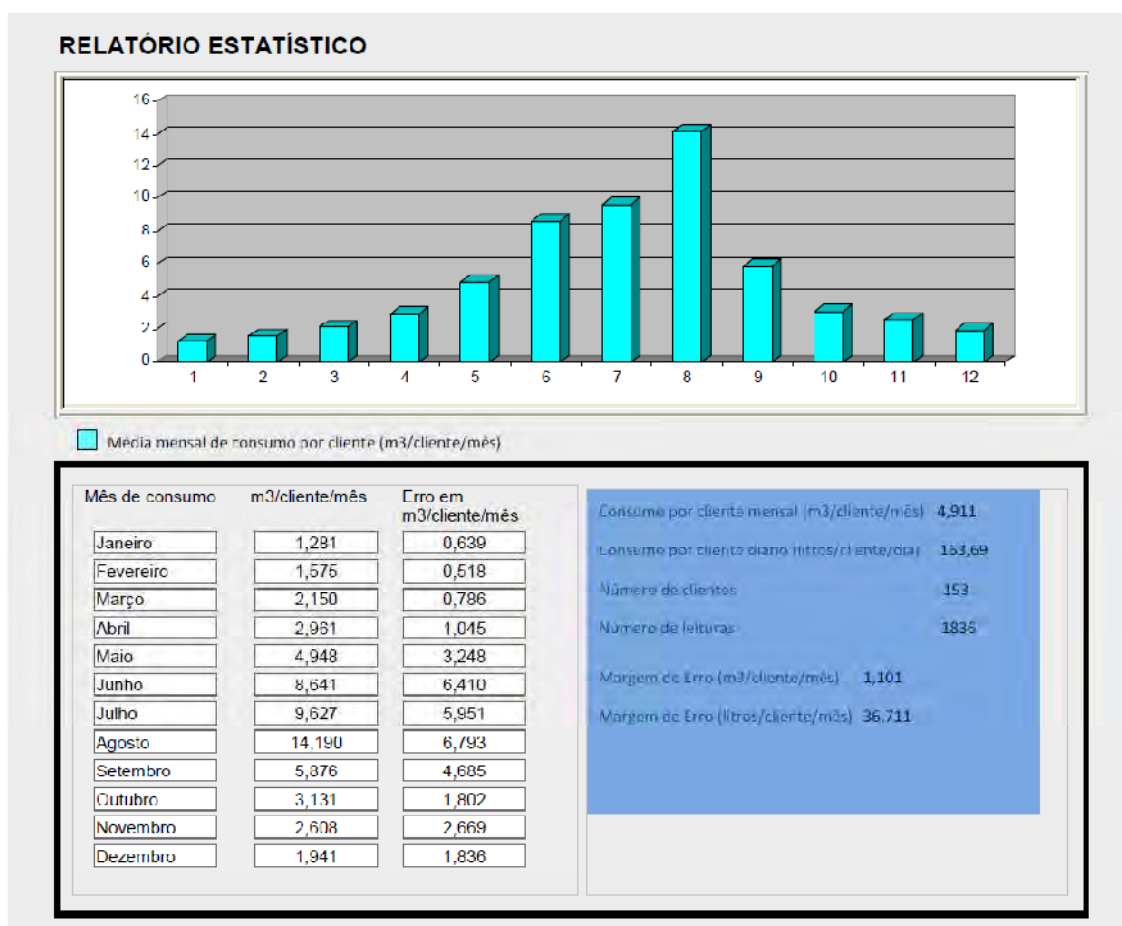 RELATÓRIO ESTATÍSTICO
16
14
12
10
8
6
4
2
0
1 2 3 4 5 6 7 8 9 10 11 12
Média mensal de consumo por cliente (m3/cliente/mês)
Mês de consumo m3/cliente/mês Erro em
m3/cliente/mês
Janeiro 1,281 0,639
Fevereiro 1,575 0,518
Março 2,150 0,786
Abril 2,961 1,045
Maio 4,948 3,248
Junho 8,641 6,410
Julho 9,627 5,951
Agosto 14,190 6,793
Setembro 5,876 4,685
Outubro 3,131 1,802
Novembro 2,608 2,669
Dezembro 1,941 1,836
Consumo por cliente mensal (m3/cliente/mês) 4,911
Consumo por cliente diário (litros/cliente/dia) 163,69
Número de clientes 153
Número de leituras 1836
Margem de Erro (m3/cliente/mês) 1,101
Margem de Erro (litros/cliente/mês) 36,711